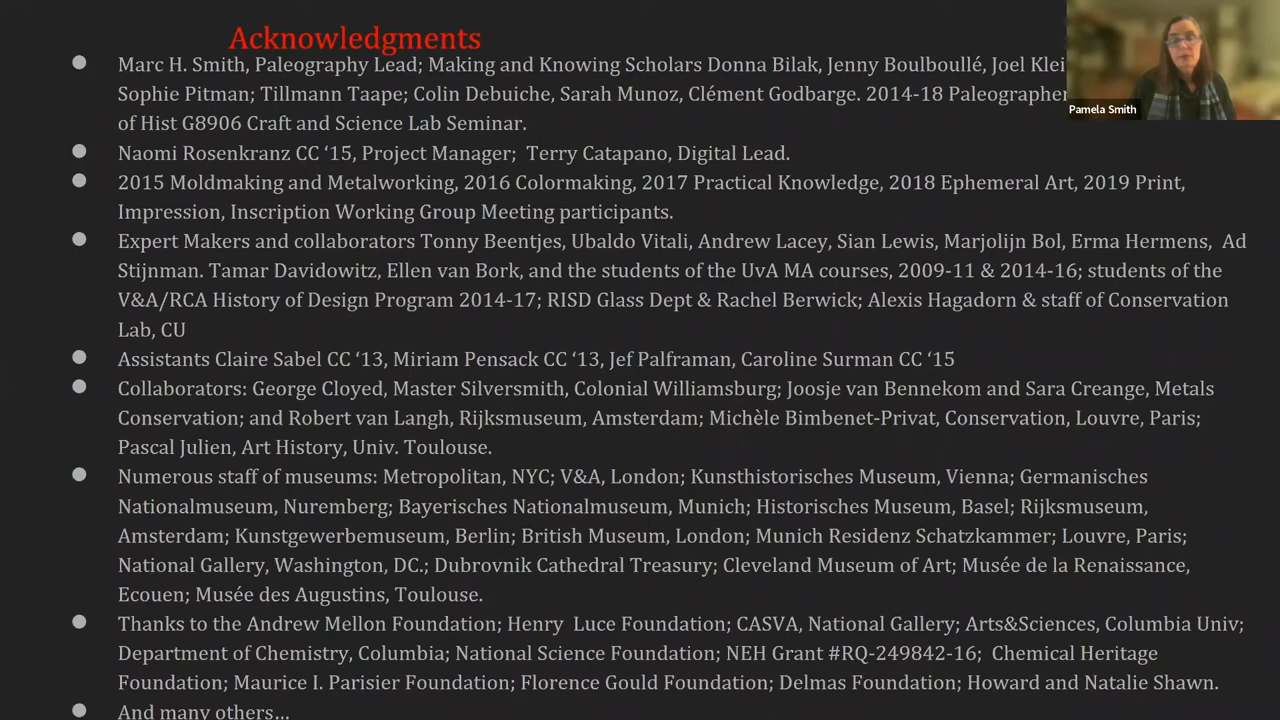 Acknowledgments
Marc H. Smith, Paleography Lead; Making and Knowing Scholars Donna Bilak, Jenny Boulboullé, Joel
Sophie Pitman; Tillmann Taape; Colin Debuiche, Sarah Munoz, Clément Godbarge. 2014-18
of Hist G8906 Craft and Science Lab Seminar.
Naomi Rosenkranz CC ‘15, Project Manager;  Terry Catapano, Digital Lead.
2015 Moldmaking and Metalworking, 2016 Colormaking, 2017 Practical Knowledge, 2018 Ephemeral Art, 2019 Print,
Impression, Inscription Working Group Meeting participants.
Expert Makers and collaborators Tonny Beentjes, Ubaldo Vitali, Andrew Lacey, Sian Lewis, Marjolijn Bol, Erma Hermens,  Ad
Stijnman. Tamar Davidowitz, Ellen van Bork, and the students of the UvA MA courses, 2009-11 & 2014-16; students of the
V&A/RCA History of Design Program 2014-17; RISD Glass Dept & Rachel Berwick; Alexis Hagadorn & staff of Conservation
Lab, CU
Assistants Claire Sabel CC ‘13, Miriam Pensack CC ‘13, Jef Palframan, Caroline Surman CC ‘15
Collaborators: George Cloyed, Master Silversmith, Colonial Williamsburg; Joosje van Bennekom and Sara Creange, Metals
Conservation; and Robert van Langh, Rijksmuseum, Amsterdam; Michèle Bimbenet-Privat, Conservation, Louvre, Paris;
Pascal Julien, Art History, Univ. Toulouse.
Numerous staff of museums: Metropolitan, NYC; V&A, London; Kunsthistorisches Museum, Vienna; Germanisches
Nationalmuseum, Nuremberg; Bayerisches Nationalmuseum, Munich; Historisches Museum, Basel; Rijksmuseum,
Amsterdam; Kunstgewerbemuseum, Berlin; British Museum, London; Munich Residenz Schatzkammer; Louvre, Paris;
National Gallery, Washington, DC.; Dubrovnik Cathedral Treasury; Cleveland Museum of Art; Musée de la Renaissance,
Ecouen; Musée des Augustins, Toulouse.
Thanks to the Andrew Mellon Foundation; Henry  Luce Foundation; CASVA, National Gallery; Arts&Sciences, Columbia Univ;
Department of Chemistry, Columbia; National Science Foundation; NEH Grant #RQ-249842-16;  Chemical Heritage
Foundation; Maurice I. Parisier Foundation; Florence Gould Foundation; Delmas Foundation; Howard and Natalie Shawn.
And many others…
Pamela Smith